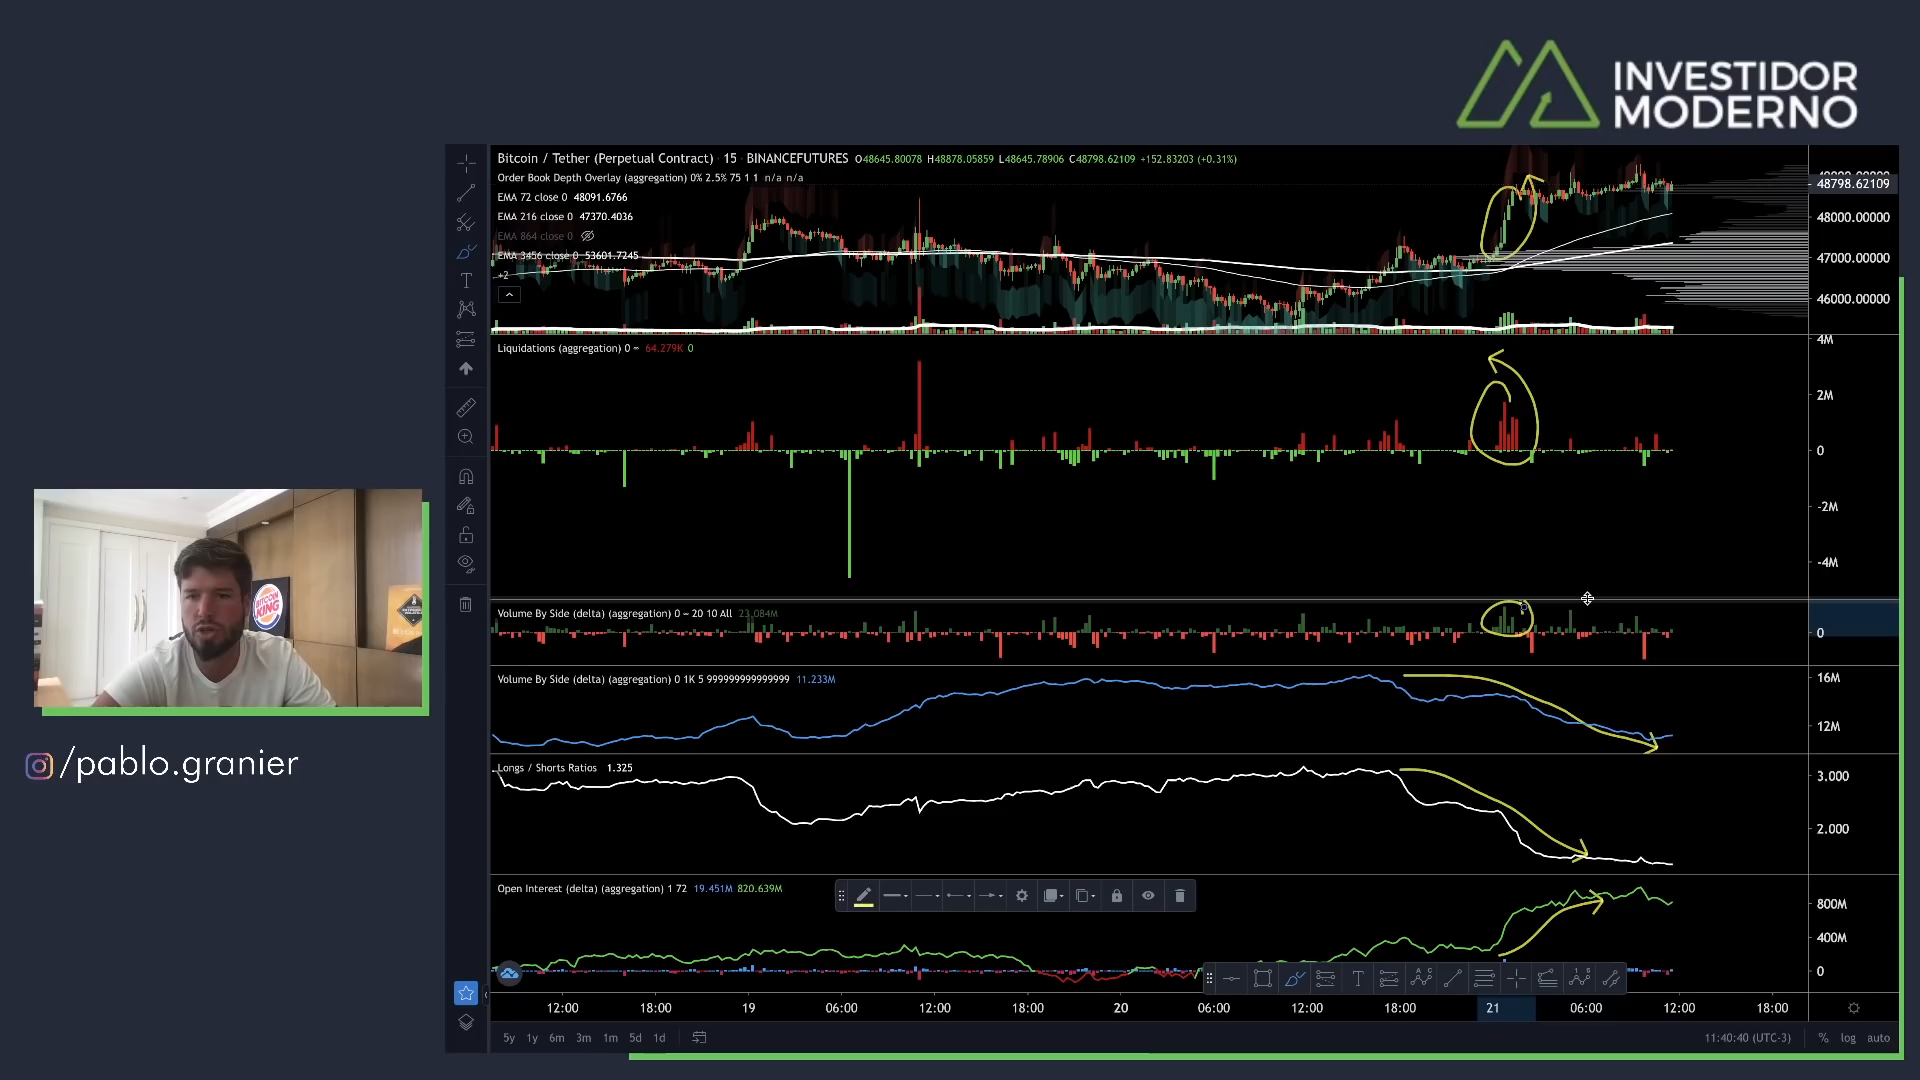 INVESTIDOR
MODERNO
Bitcoin / Tether (Perpetual Contract) · 15 · BINANCEFUTURES O48645.80078 H48878.05859 L48645.78906 C48798.62109 +152.83203 (+0.31%)
Order Book Depth Overlay (aggregation) 0% 2.5% 75 1 1 n/a n/a
48798.62109
EMA 72 close 0 48091.6766
EMA 216 close 0 47370.4036
48000.00000
EMA 864 close 0
EMA 3456 close 0 53601.7245
47000.00000
+2
46000.00000
Liquidations (aggregation) 0 ~ 64.279K 0
4M
2M
0
-2M
-4M
Volume By Side (delta) (aggregation) 0 ~ 20 10 All 23.084M
0
Volume By Side (delta) (aggregation) 0 1K 5 999999999999999 11.233M
16M
12M
BITCOIN
KING
Longs / Shorts Ratios 1.325
3.000
2.000
/pablo.granier
Open Interest (delta) (aggregation) 1 72 19.451M 820.639M
800M
400M
0
12:00 18:00 19 06:00 12:00 18:00 20 06:00 12:00 18:00 21 06:00 12:00 18:00
5y 1y 6m 3m 1m 5d 1d 11:40:40 (UTC-3) % log auto